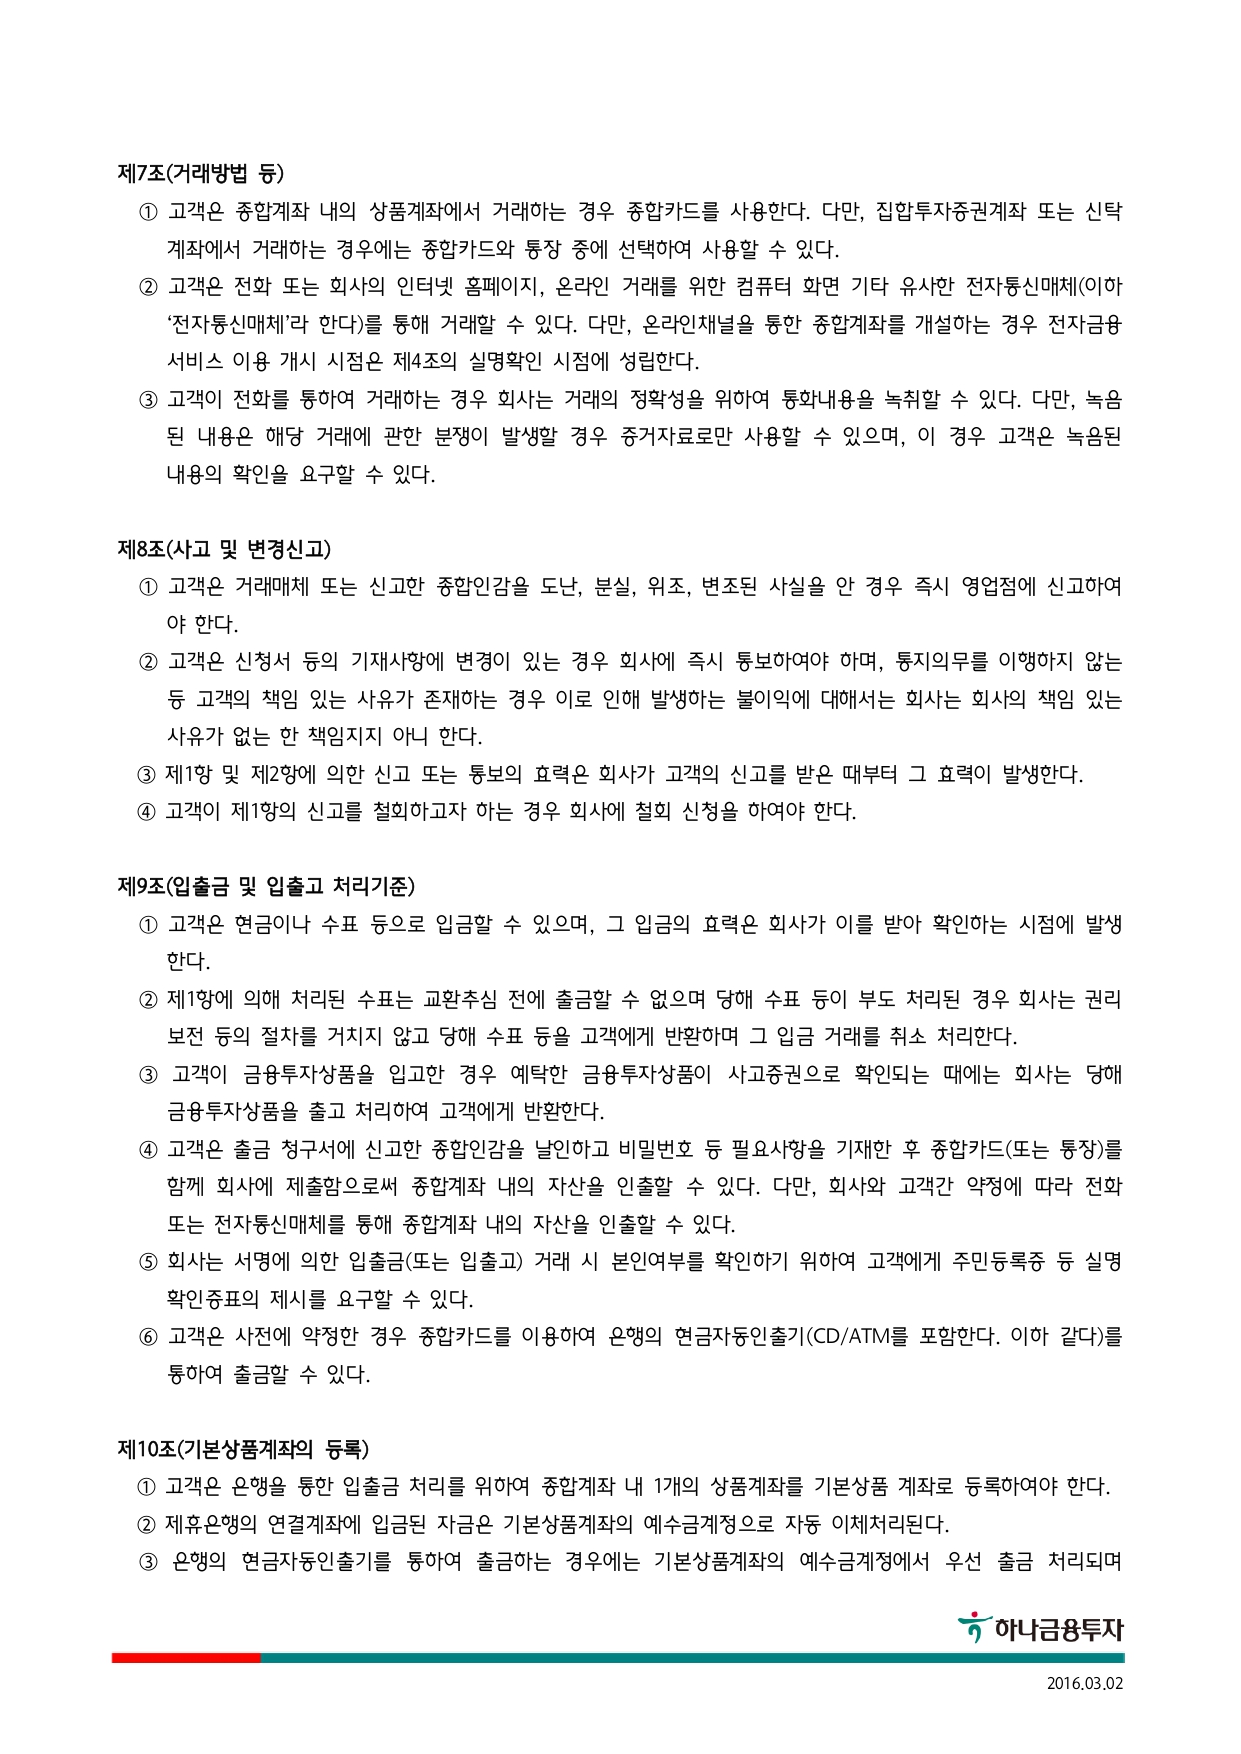 제7조(거래방법 등)
① 고객은 종합계좌 내의 상품계좌에서 거래하는 경우 종합카드를 사용한다. 다만, 집합투자증권계좌 또는 신탁
계좌에서 거래하는 경우에는 종합카드와 통장 중에 선택하여 사용할 수 있다.
② 고객은 전화 또는 회사의 인터넷 홈페이지, 온라인 거래를 위한 컴퓨터 화면 기타 유사한 전자통신매체(이하
‘전자통신매체’라 한다)를 통해 거래할 수 있다. 다만, 온라인채널을 통한 종합계좌를 개설하는 경우 전자금융
서비스 이용 개시 시점은 제4조의 실명확인 시점에 성립한다.
③ 고객이 전화를 통하여 거래하는 경우 회사는 거래의 정확성을 위하여 통화내용을 녹취할 수 있다. 다만, 녹음
된 내용은 해당 거래에 관한 분쟁이 발생할 경우 증거자료로만 사용할 수 있으며, 이 경우 고객은 녹음된
내용의 확인을 요구할 수 있다.
제8조(사고 및 변경신고)
① 고객은 거래매체 또는 신고한 종합인감을 도난, 분실, 위조, 변조된 사실을 안 경우 즉시 영업점에 신고하여
야 한다.
② 고객은 신청서 등의 기재사항에 변경이 있는 경우 회사에 즉시 통보하여야 하며, 통지의무를 이행하지 않는
등 고객의 책임 있는 사유가 존재하는 경우 이로 인해 발생하는 불이익에 대해서는 회사는 회사의 책임 있는
사유가 없는 한 책임지지 아니 한다.
③ 제1항 및 제2항에 의한 신고 또는 통보의 효력은 회사가 고객의 신고를 받은 때부터 그 효력이 발생한다.
④ 고객이 제1항의 신고를 철회하고자 하는 경우 회사에 철회 신청을 하여야 한다.
제9조(입출금 및 입출고 처리기준)
① 고객은 현금이나 수표 등으로 입금할 수 있으며, 그 입금의 효력은 회사가 이를 받아 확인하는 시점에 발생
한다.
② 제1항에 의해 처리된 수표는 교환추심 전에 출금할 수 없으며 당해 수표 등이 부도 처리된 경우 회사는 권리
보전 등의 절차를 거치지 않고 당해 수표 등을 고객에게 반환하며 그 입금 거래를 취소 처리한다.
③ 고객이 금융투자상품을 입고한 경우 예탁한 금융투자상품이 사고증권으로 확인되는 때에는 회사는 당해
금융투자상품을 출고 처리하여 고객에게 반환한다.
④ 고객은 출금 청구서에 신고한 종합인감을 날인하고 비밀번호 등 필요사항을 기재한 후 종합카드(또는 통장)를
함께 회사에 제출함으로써 종합계좌 내의 자산을 인출할 수 있다. 다만, 회사와 고객간 약정에 따라 전화
또는 전자통신매체를 통해 종합계좌 내의 자산을 인출할 수 있다.
⑤ 회사는 서명에 의한 입출금(또는 입출고) 거래 시 본인여부를 확인하기 위하여 고객에게 주민등록증 등 실명
확인증표의 제시를 요구할 수 있다.
⑥ 고객은 사전에 약정한 경우 종합카드를 이용하여 은행의 현금자동인출기(CD/ATM를 포함한다. 이하 같다)를
통하여 출금할 수 있다.
제10조(기본상품계좌의 등록)
① 고객은 은행을 통한 입출금 처리를 위하여 종합계좌 내 1개의 상품계좌를 기본상품 계좌로 등록하여야 한다.
② 제휴은행의 연결계좌에 입금된 자금은 기본상품계좌의 예수금계정으로 자동 이체처리된다.
③ 은행의 현금자동인출기를 통하여 출금하는 경우에는 기본상품계좌의 예수금계정에서 우선 출금 처리되며
하나금융투자
2016.03.02